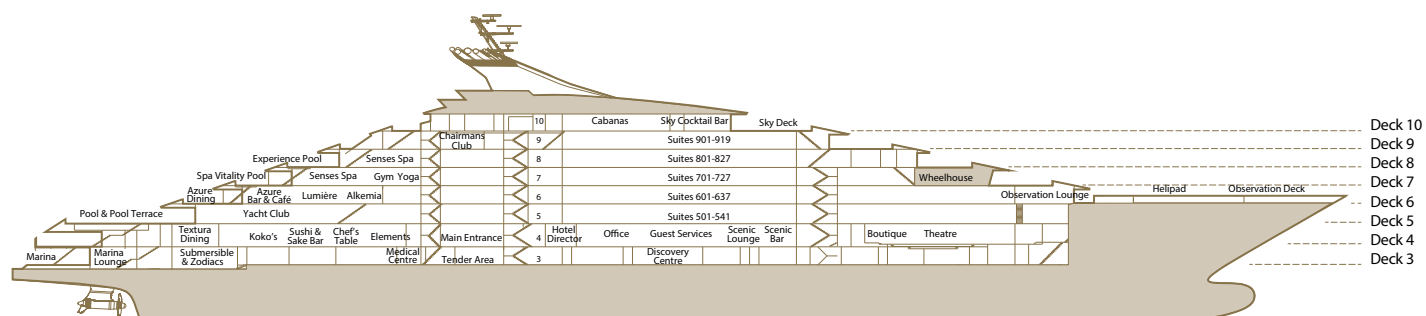 10
Cabanas
Sky Cocktail Bar
Sky Deck
Deck 10
Chairmans
Club
9
Suites 901-919
Deck 9
Experience Pool
Senses Spa
8
Suites 801-827
Deck 8
Spa Vitality Pool
Senses Spa
Gym Yoga
7
Suites 701-727
Wheelhouse
Deck 7
Azure
Dining
Azure
Bar & Café
Lumière
Alkemia
6
Suites 601-637
Observation Lounge
Helipad
Observation Deck
Deck 6
Pool & Pool Terrace
Yacht Club
5
Suites 501-541
Deck 5
Textura
Dining
Koko's
Sushi &
Sake Bar
Chef's
Table
Elements
Main Entrance
4
Hotel
Director
Office
Guest Services
Scenic
Lounge
Scenic
Bar
Boutique
Theatre
Deck 4
Marina
Marina
Lounge
Submersible
& Zodiacs
Medical
Centre
Tender Area
3
Discovery
Centre
Deck 3